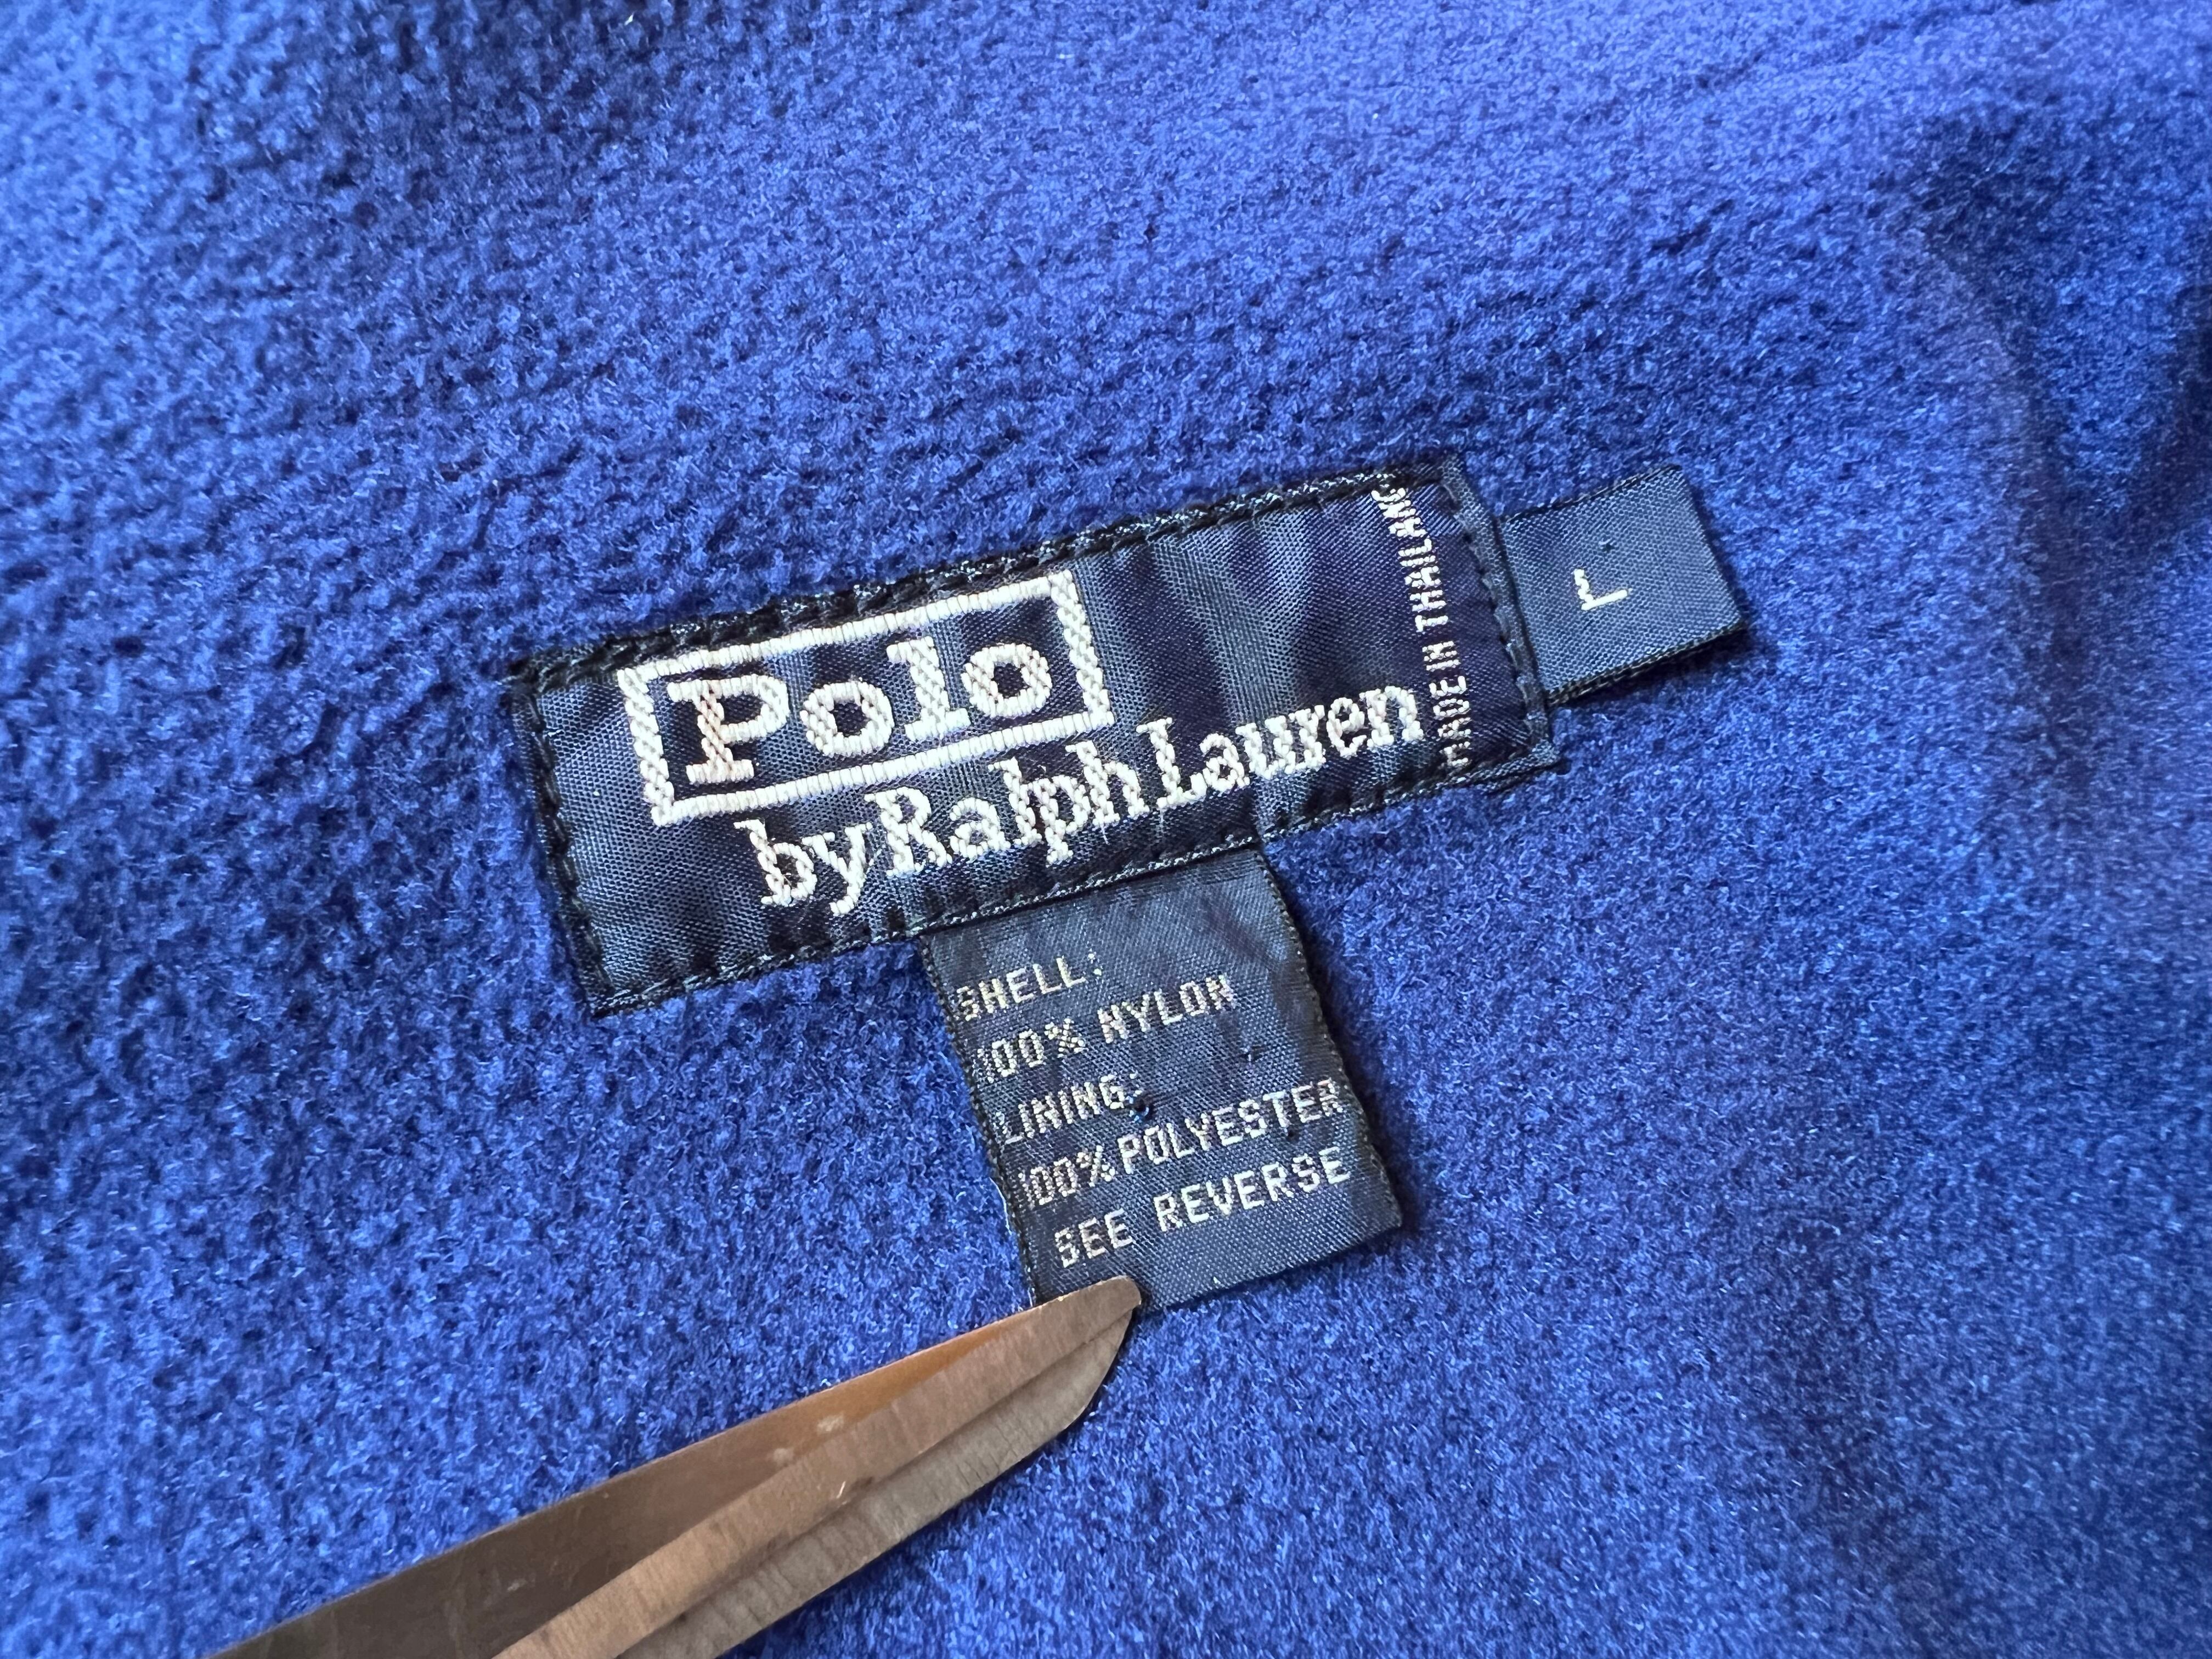 Polo
by Ralph Lauren
MADE IN THAILAND
L
SHELL:
100% NYLON
LINING:
100% POLYESTER
SEE REVERSE